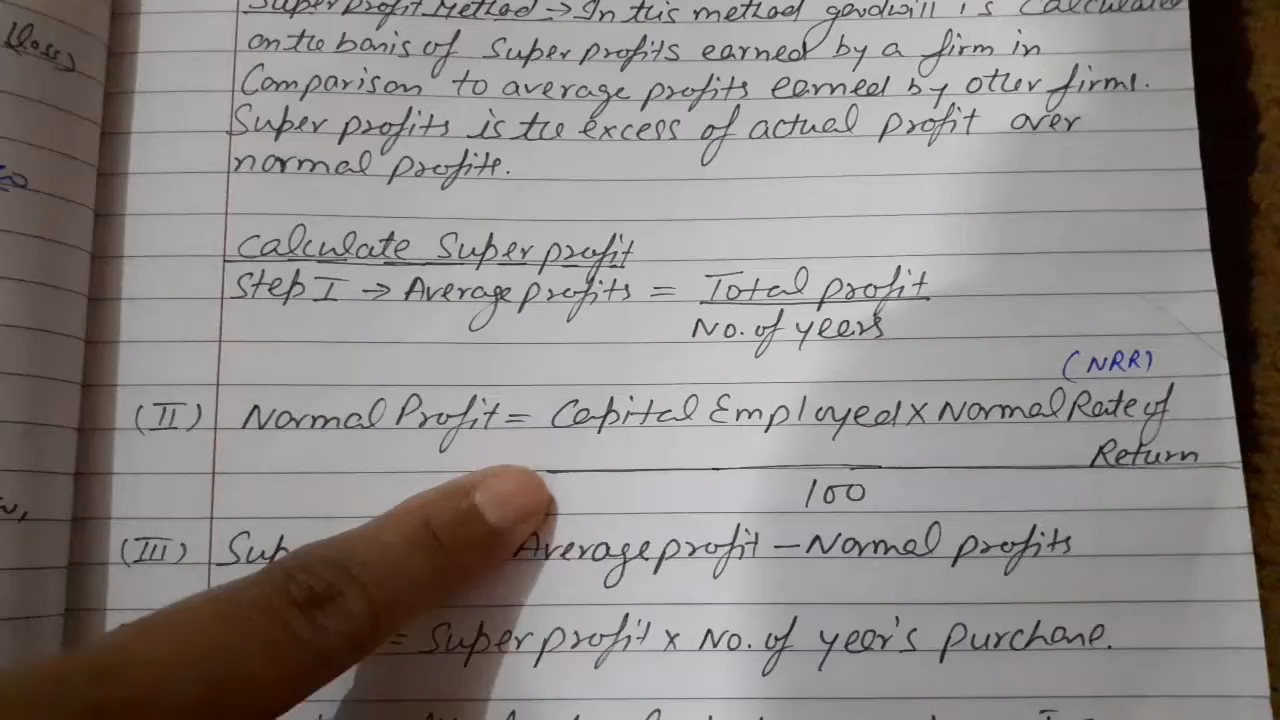 Loss)
Super Profit Method → In this method goodwill is Calculated
on the basis of Super profits earned by a firm in
Comparison to average profits earned by other firms.
Super profits is the excess of actual profit over
normal profits.
Calculate Super profit
Step I → Average profits = Total profit
No. of years
(NRR)
(II) Normal Profit = Capital Employed × Normal Rate of
Return
100
(III) Sup Average profit – Normal profits
= Super profit × No. of year's purchase.